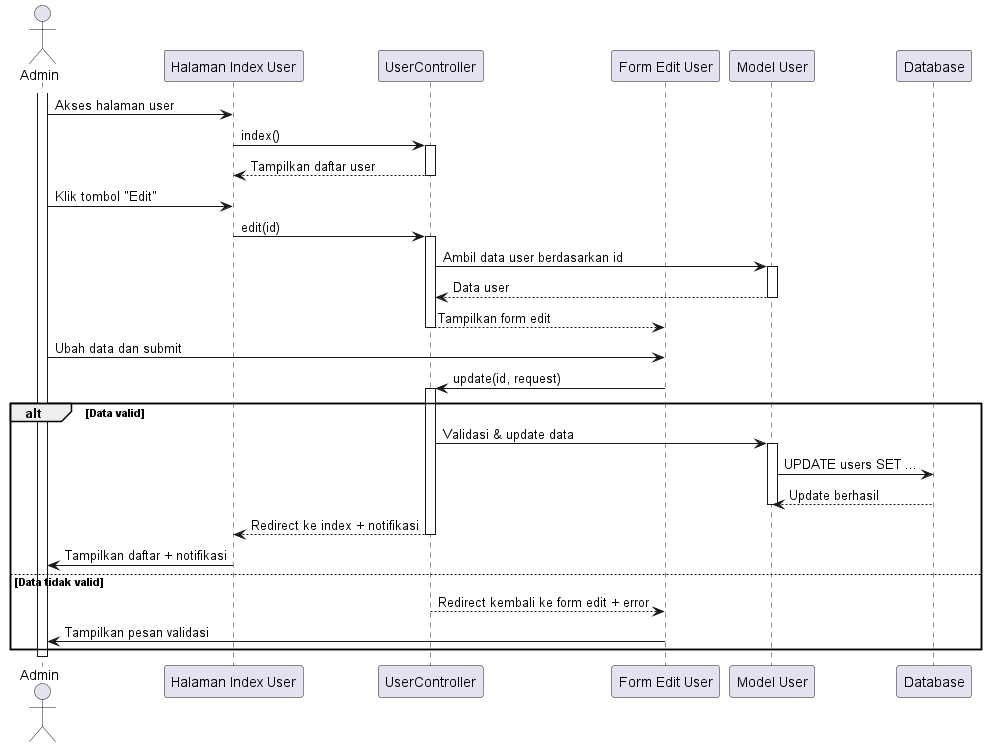 Admin
Halaman Index User
UserController
Form Edit User
Model User
Database
Akses halaman user
index()
Tampilkan daftar user
Klik tombol "Edit"
edit(id)
Ambil data user berdasarkan id
Data user
Tampilkan form edit
Ubah data dan submit
update(id, request)
alt
[Data valid]
Validasi & update data
UPDATE users SET ...
Update berhasil
Redirect ke index + notifikasi
Tampilkan daftar + notifikasi
[Data tidak valid]
Redirect kembali ke form edit + error
Tampilkan pesan validasi
Admin
Halaman Index User
UserController
Form Edit User
Model User
Database